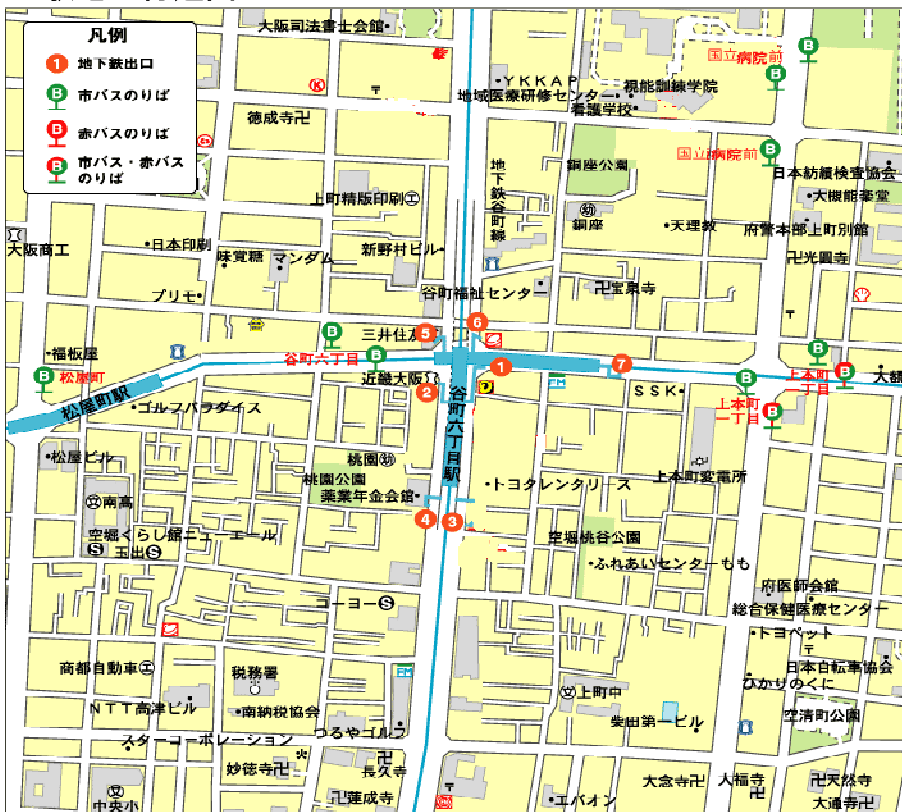 凡例
1 地下鉄出口
B 市バスのりば
B 赤バスのりば
B 市バス・赤バス
のりば
大阪司法書士会館
国立病院前
B
B
YKKAP
地域医療研修センター
視能訓練学院
看護学校
徳成寺
国立病院前
B
日本紡績検査協会
大槻能楽堂
上町精版印刷
地下鉄谷町線
銅座公園
銅座
天理教
府警本部上町別館
大阪商工
日本印刷
味覚糖
マンダム
新野村ビル
光圓寺
プリモ
谷町福祉センタ
宝泉寺
三井住友
5
6
B
谷町六丁目
B
福板屋
松屋町
B
松屋町駅
近畿大阪
1
2
7
FM
SSK
B
上本町
一丁目
B
B
上本町
一丁目
B
大槻
ゴルフパラダイス
谷町六丁目駅
松屋ビル
桃園
桃園公園
薬業年金会館
トヨタレンタリース
上本町変電所
南高
4
3
空堀くらし館ニューエール
玉出
空堀桃谷公園
ふれあいセンターもも
コーヨー
府医師会館
総合保健医療センター
トヨペット
商都自動車
税務署
FM
日本自転車協会
ひかりのくに
NTT高津ビル
南納税協会
つるやゴルフ
上町中
柴田第一ビル
空清町公園
スターコーポレーション
妙徳寺
長久寺
大念寺
大福寺
天然寺
中央小
蓮成寺
エバオン
大通寺